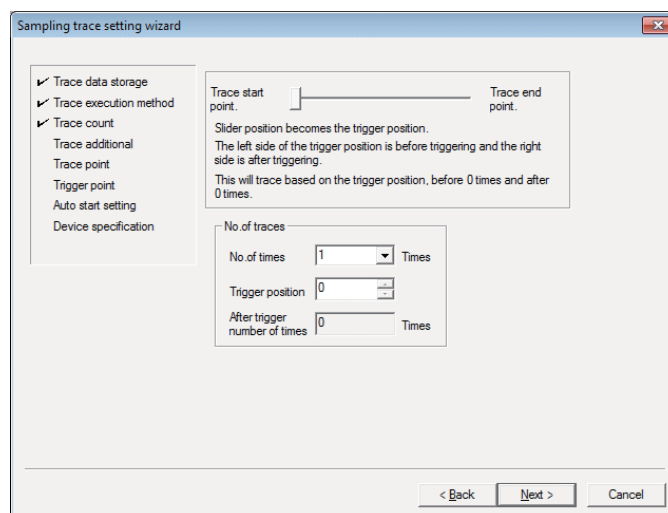 Sampling trace setting wizard
Trace data storage
Trace execution method
Trace count
Trace additional
Trace point
Trigger point
Auto start setting
Device specification
Trace start
point.
Trace end
point.
Slider position becomes the trigger position.
The left side of the trigger position is before triggering and the right
side is after triggering.
This will trace based on the trigger position, before 0 times and after
0 times.
No.of traces
No.of times 1 Times
Trigger position 0
After trigger
number of times 0 Times
< Back Next > Cancel